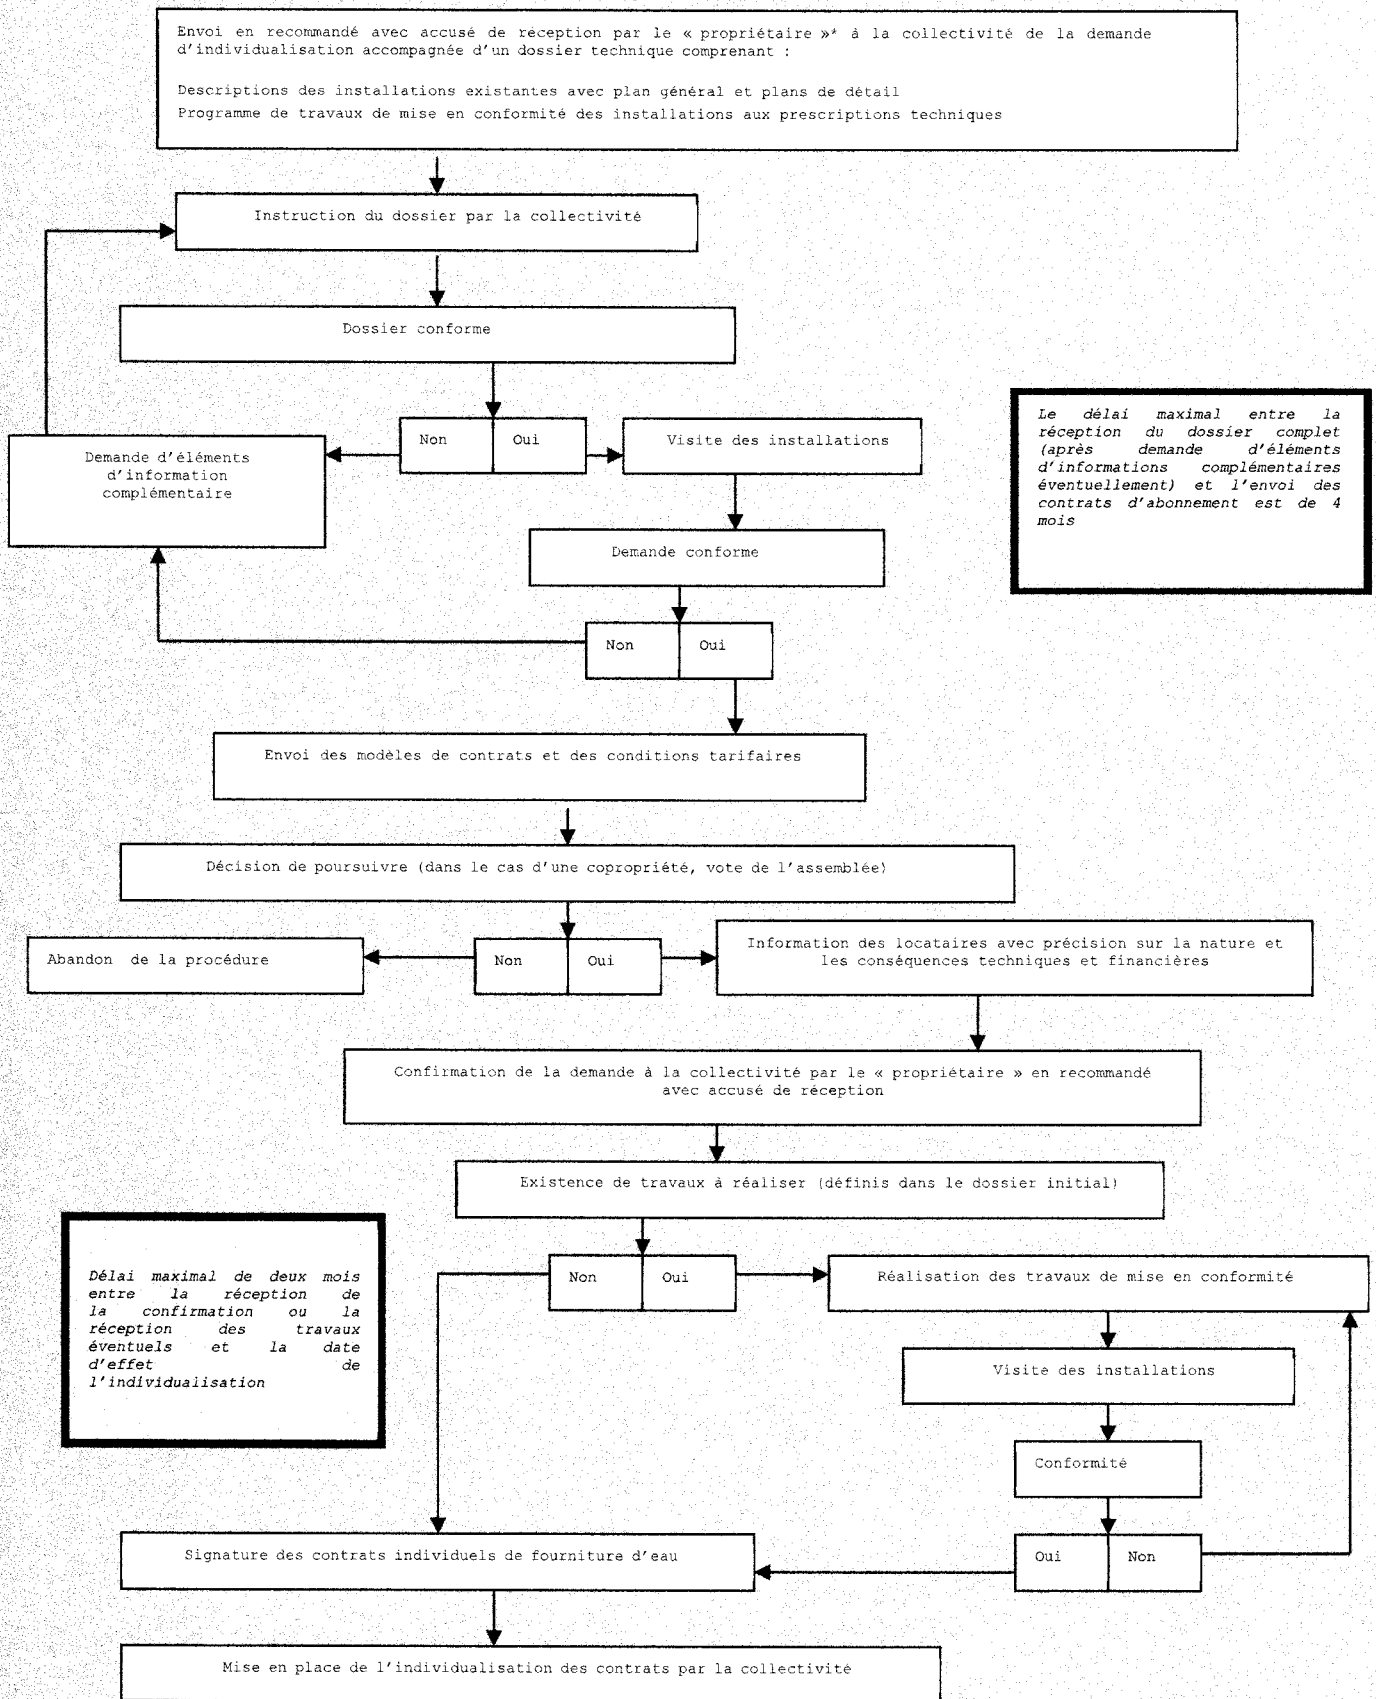 Envoi en recommandé avec accusé de réception par le « propriétaire »* à la collectivité de la demande
d'individualisation accompagnée d'un dossier technique comprenant :
Descriptions des installations existantes avec plan général et plans de détail
Programme de travaux de mise en conformité des installations aux prescriptions techniques
Instruction du dossier par la collectivité
Dossier conforme
Non
Oui
Visite des installations
Demande d'éléments
d'information
complémentaire
Le délai maximal entre la
réception du dossier complet
(après demande d'éléments
d'informations complémentaires
éventuellement) et l'envoi des
contrats d'abonnement est de 4
mois
Demande conforme
Non
Oui
Envoi des modèles de contrats et des conditions tarifaires
Décision de poursuivre (dans le cas d'une copropriété, vote de l'assemblée)
Abandon de la procédure
Non
Oui
Information des locataires avec précision sur la nature et
les conséquences techniques et financières
Confirmation de la demande à la collectivité par le « propriétaire » en recommandé
avec accusé de réception
Existence de travaux à réaliser (définis dans le dossier initial)
Délai maximal de deux mois
entre la réception de
la confirmation ou la
réception des travaux
éventuels et la date
d'effet de
l'individualisation
Non
Oui
Réalisation des travaux de mise en conformité
Visite des installations
Conformité
Oui
Non
Signature des contrats individuels de fourniture d'eau
Mise en place de l'individualisation des contrats par la collectivité